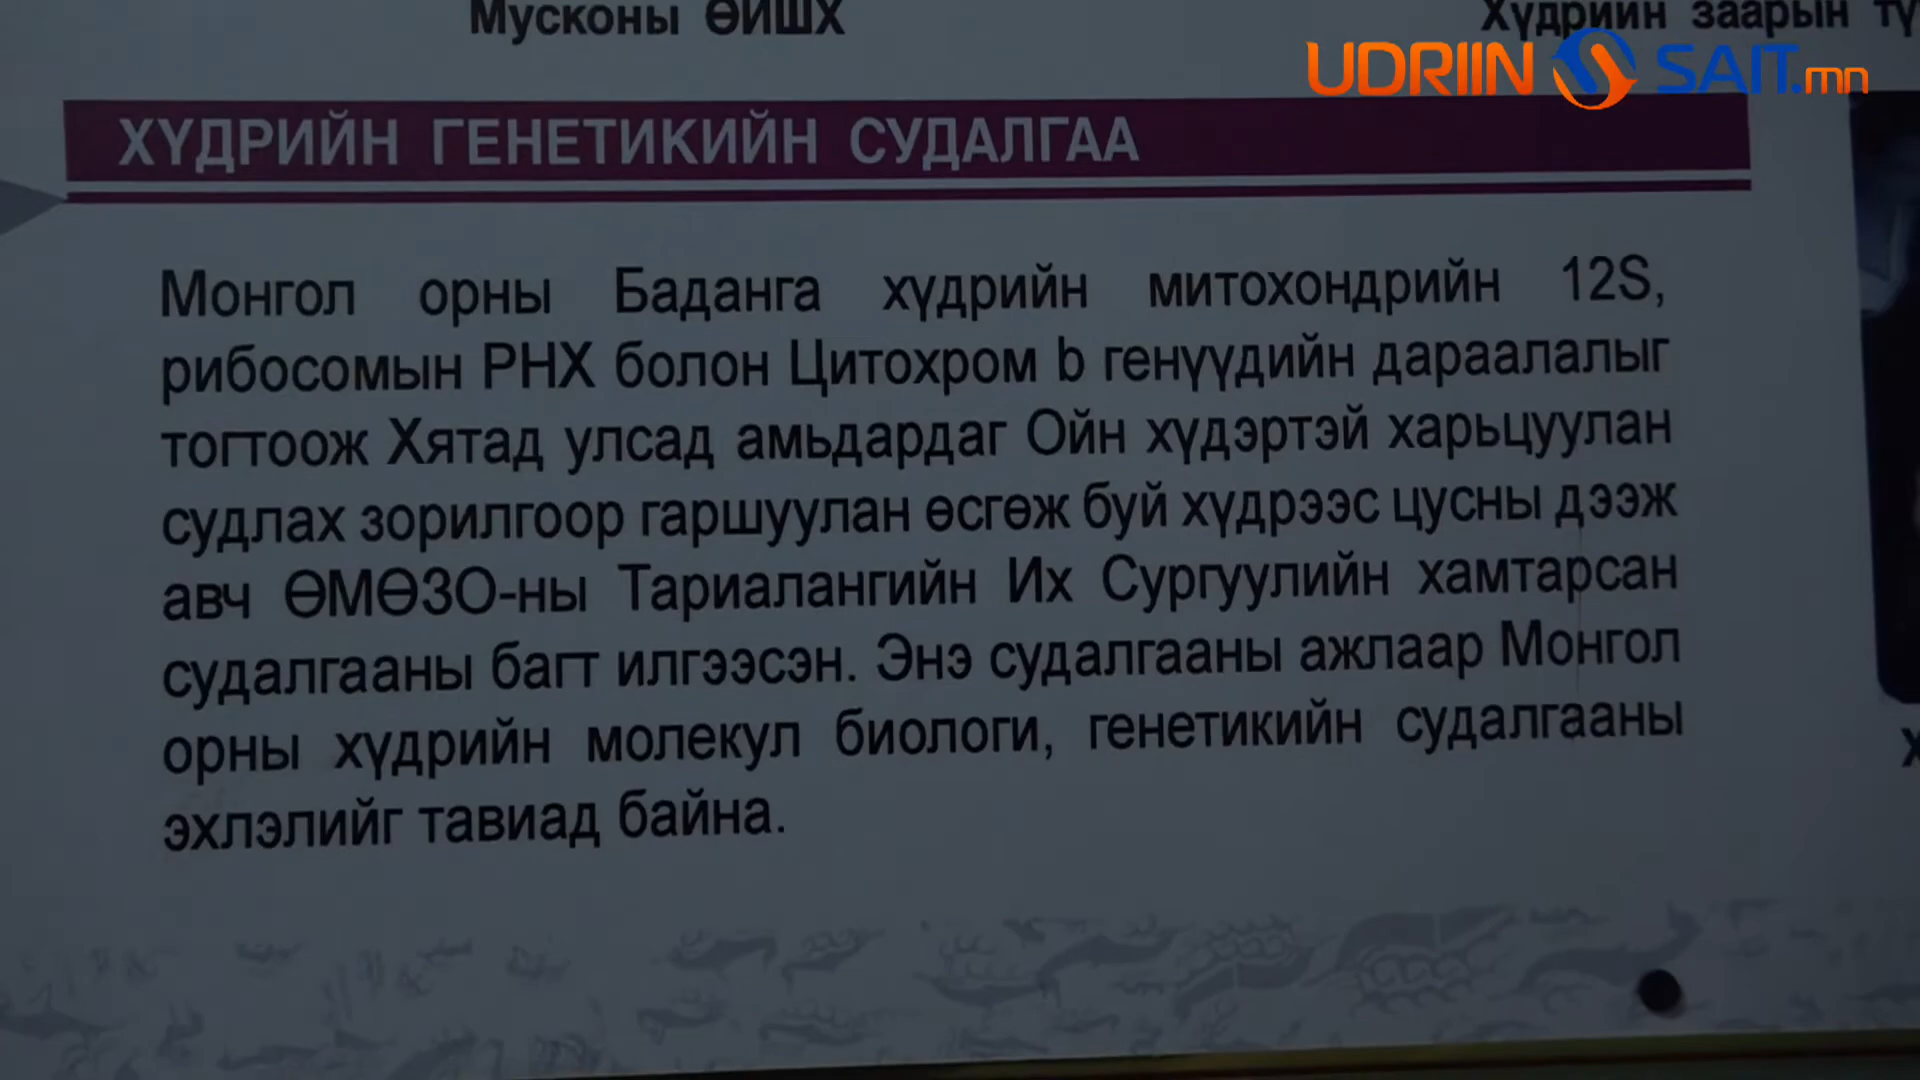 Мусконы ӨИШХ
Хүдрийн заарын
UDRIIN SAIT.mn
ХҮДРИЙН ГЕНЕТИКИЙН СУДАЛГАА
Монгол орны Баданга хүдрийн митохондрийн 12S,
рибосомын РНХ болон Цитохром b генүүдийн дараалалыг
тогтоож Хятад улсад амьдардаг Ойн хүдэртэй харьцуулан
судлах зорилгоор гаршуулан өсгөж буй хүдрээс цусны дээж
авч ӨМӨЗО-ны Тариалангийн Их Сургуулийн хамтарсан
судалгааны багт илгээсэн. Энэ судалгааны ажлаар Монгол
орны хүдрийн молекул биологи, генетикийн судалгааны
эхлэлийг тавиад байна.